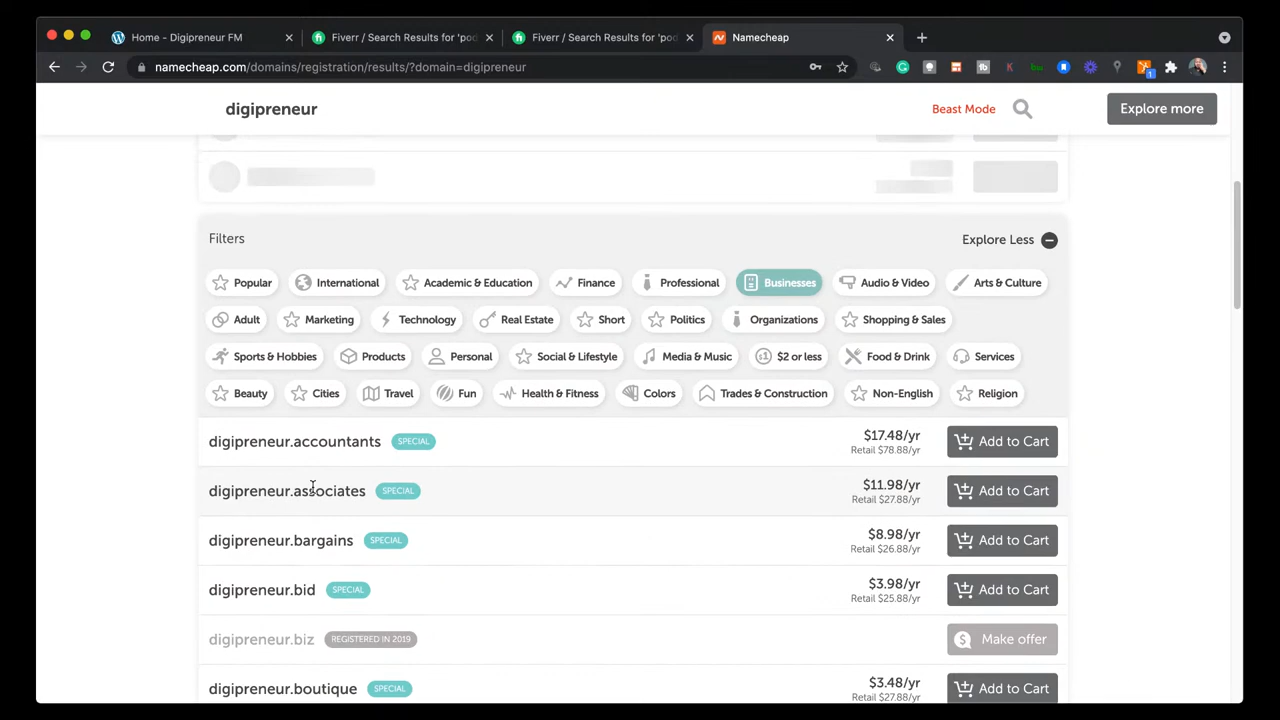 Home - Digipreneur FM
Fiverr / Search Results for 'pod
Fiverr / Search Results for 'pod
Namecheap
namecheap.com/domains/registration/results/?domain=digipreneur
digipreneur
Beast Mode
Explore more
Filters
Explore Less
Popular
International
Academic & Education
Finance
Professional
Businesses
Audio & Video
Arts & Culture
Adult
Marketing
Technology
Real Estate
Short
Politics
Organizations
Shopping & Sales
Sports & Hobbies
Products
Personal
Social & Lifestyle
Media & Music
$2 or less
Food & Drink
Services
Beauty
Cities
Travel
Fun
Health & Fitness
Colors
Trades & Construction
Non-English
Religion
digipreneur.accountants SPECIAL
$17.48/yr
Retail $78.88/yr
Add to Cart
digipreneur.associates SPECIAL
$11.98/yr
Retail $27.88/yr
Add to Cart
digipreneur.bargains SPECIAL
$8.98/yr
Retail $26.88/yr
Add to Cart
digipreneur.bid SPECIAL
$3.98/yr
Retail $25.88/yr
Add to Cart
digipreneur.biz REGISTERED IN 2019
Make offer
digipreneur.boutique SPECIAL
$3.48/yr
Retail $27.88/yr
Add to Cart